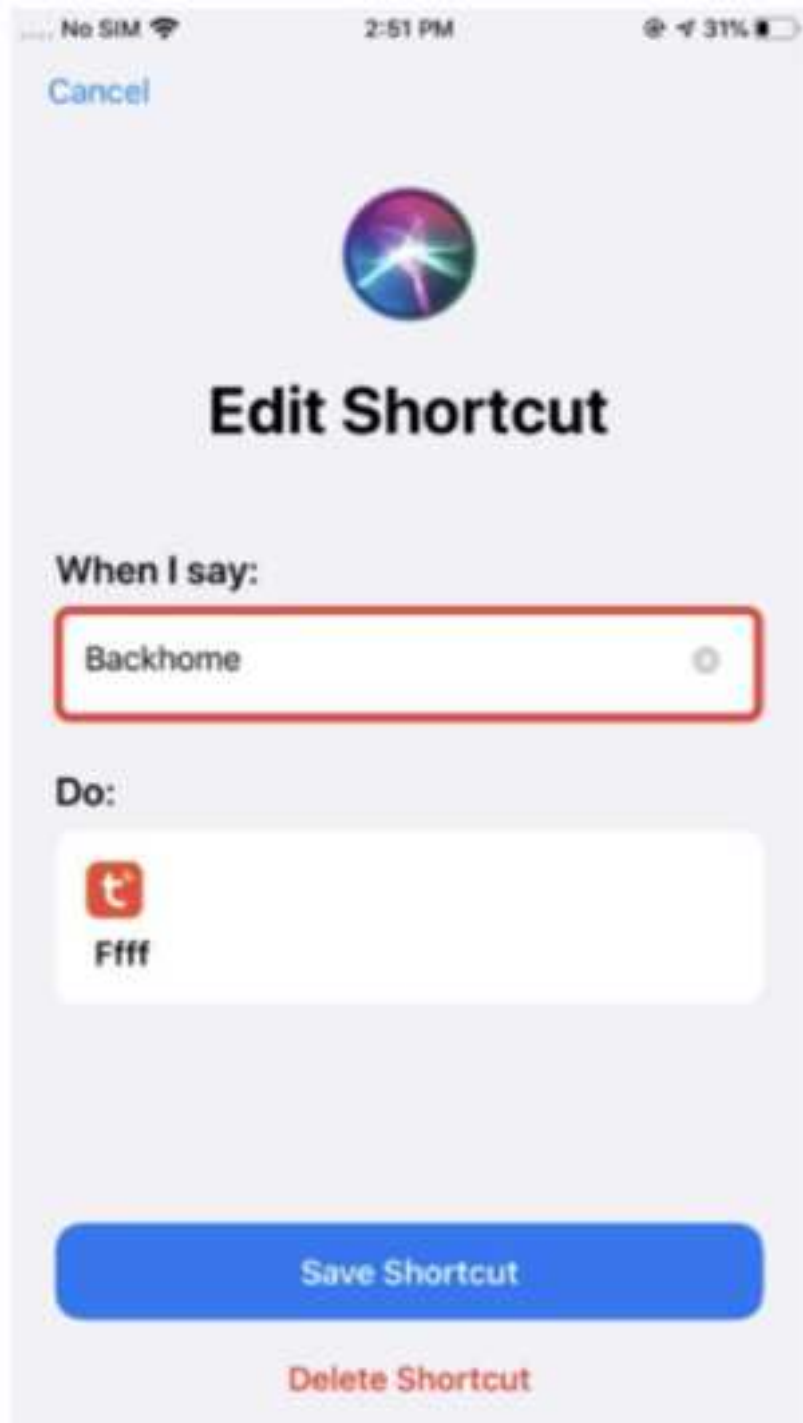 No SIM 2:51 PM 31%
Cancel
Edit Shortcut
When I say:
Backhome
Do:
t
Ffff
Save Shortcut
Delete Shortcut